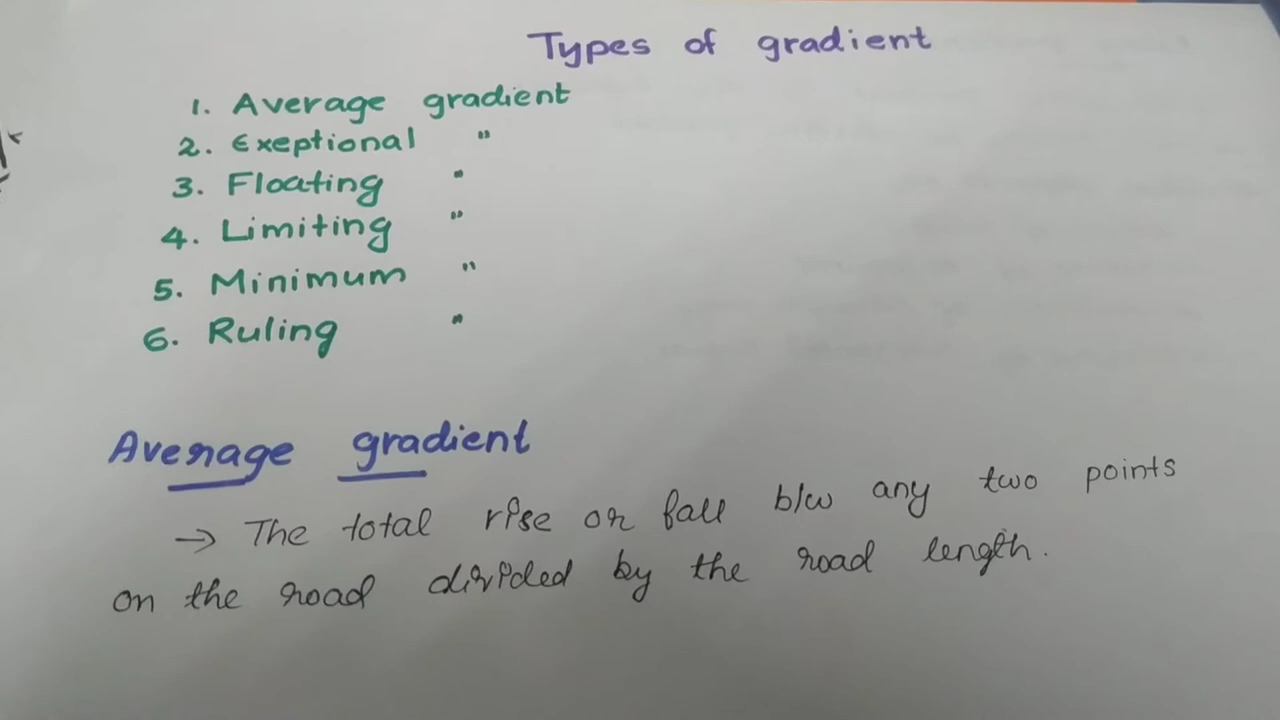 Types of gradient
1. Average gradient
2. Exeptional "
3. Floating "
4. Limiting "
5. Minimum "
6. Ruling "
Average gradient
→ The total rise or fall b/w any two points
on the road divided by the road length.